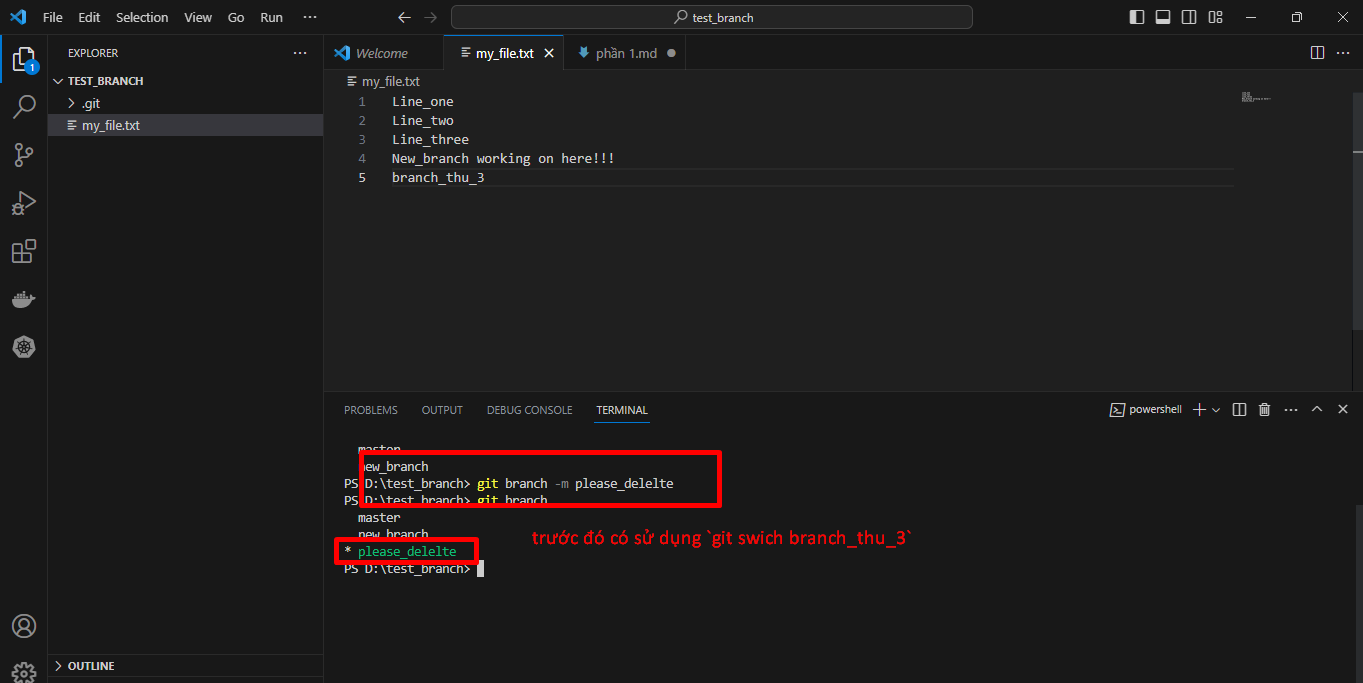 File Edit Selection View Go Run ···
test_branch
EXPLORER ···
1
TEST_BRANCH
.git
my_file.txt
OUTLINE
Welcome
my_file.txt
phần 1.md
my_file.txt
1 Line_one
2 Line_two
3 Line_three
4 New_branch working on here!!!
5 branch_thu_3
PROBLEMS OUTPUT DEBUG CONSOLE TERMINAL
powershell
master
new_branch
PS D:\test_branch> git branch -m please_delelte
PS D:\test_branch> git branch
master
new_branch
* please_delelte
PS D:\test_branch>
trước đó có sử dụng `git swich branch_thu_3`